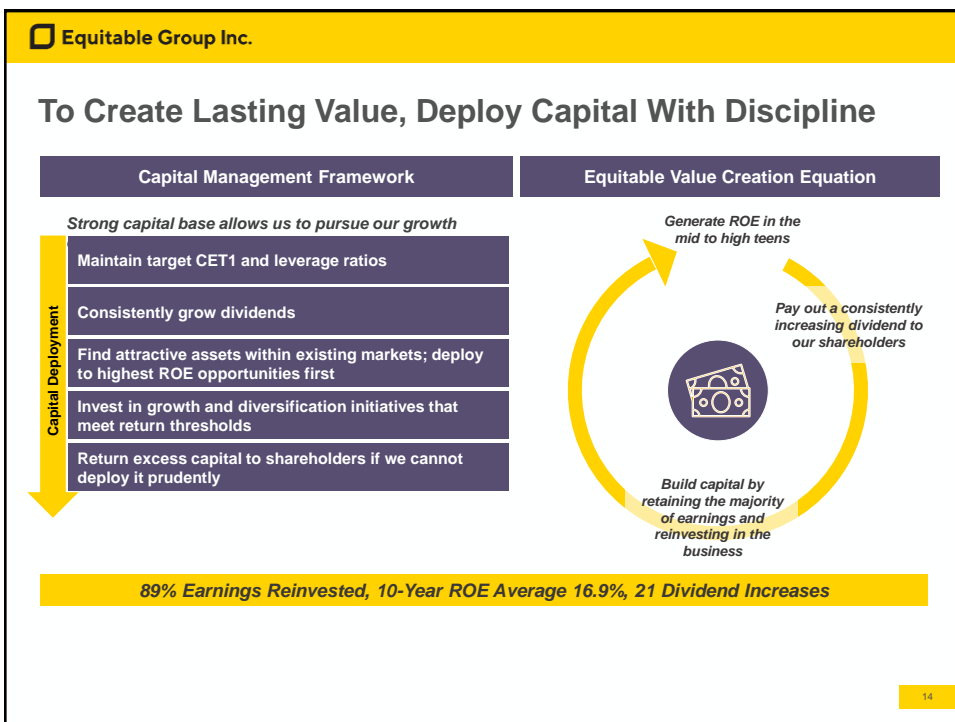 Equitable Group Inc.
To Create Lasting Value, Deploy Capital With Discipline
Capital Management Framework
Strong capital base allows us to pursue our growth
Capital Deployment
Maintain target CET1 and leverage ratios
Consistently grow dividends
Find attractive assets within existing markets; deploy
to highest ROE opportunities first
Invest in growth and diversification initiatives that
meet return thresholds
Return excess capital to shareholders if we cannot
deploy it prudently
Equitable Value Creation Equation
Generate ROE in the
mid to high teens
Pay out a consistently
increasing dividend to
our shareholders
Build capital by
retaining the majority
of earnings and
reinvesting in the
business
89% Earnings Reinvested, 10-Year ROE Average 16.9%, 21 Dividend Increases
14